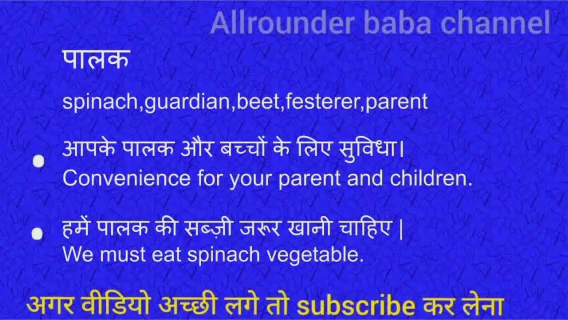 Allrounder baba channel
पालक
spinach,guardian,beet,festerer,parent
आपके पालक और बच्चों के लिए सुविधा।
Convenience for your parent and children.
हमें पालक की सब्ज़ी जरूर खानी चाहिए |
We must eat spinach vegetable.
अगर वीडियो अच्छी लगे तो subscribe कर लेना